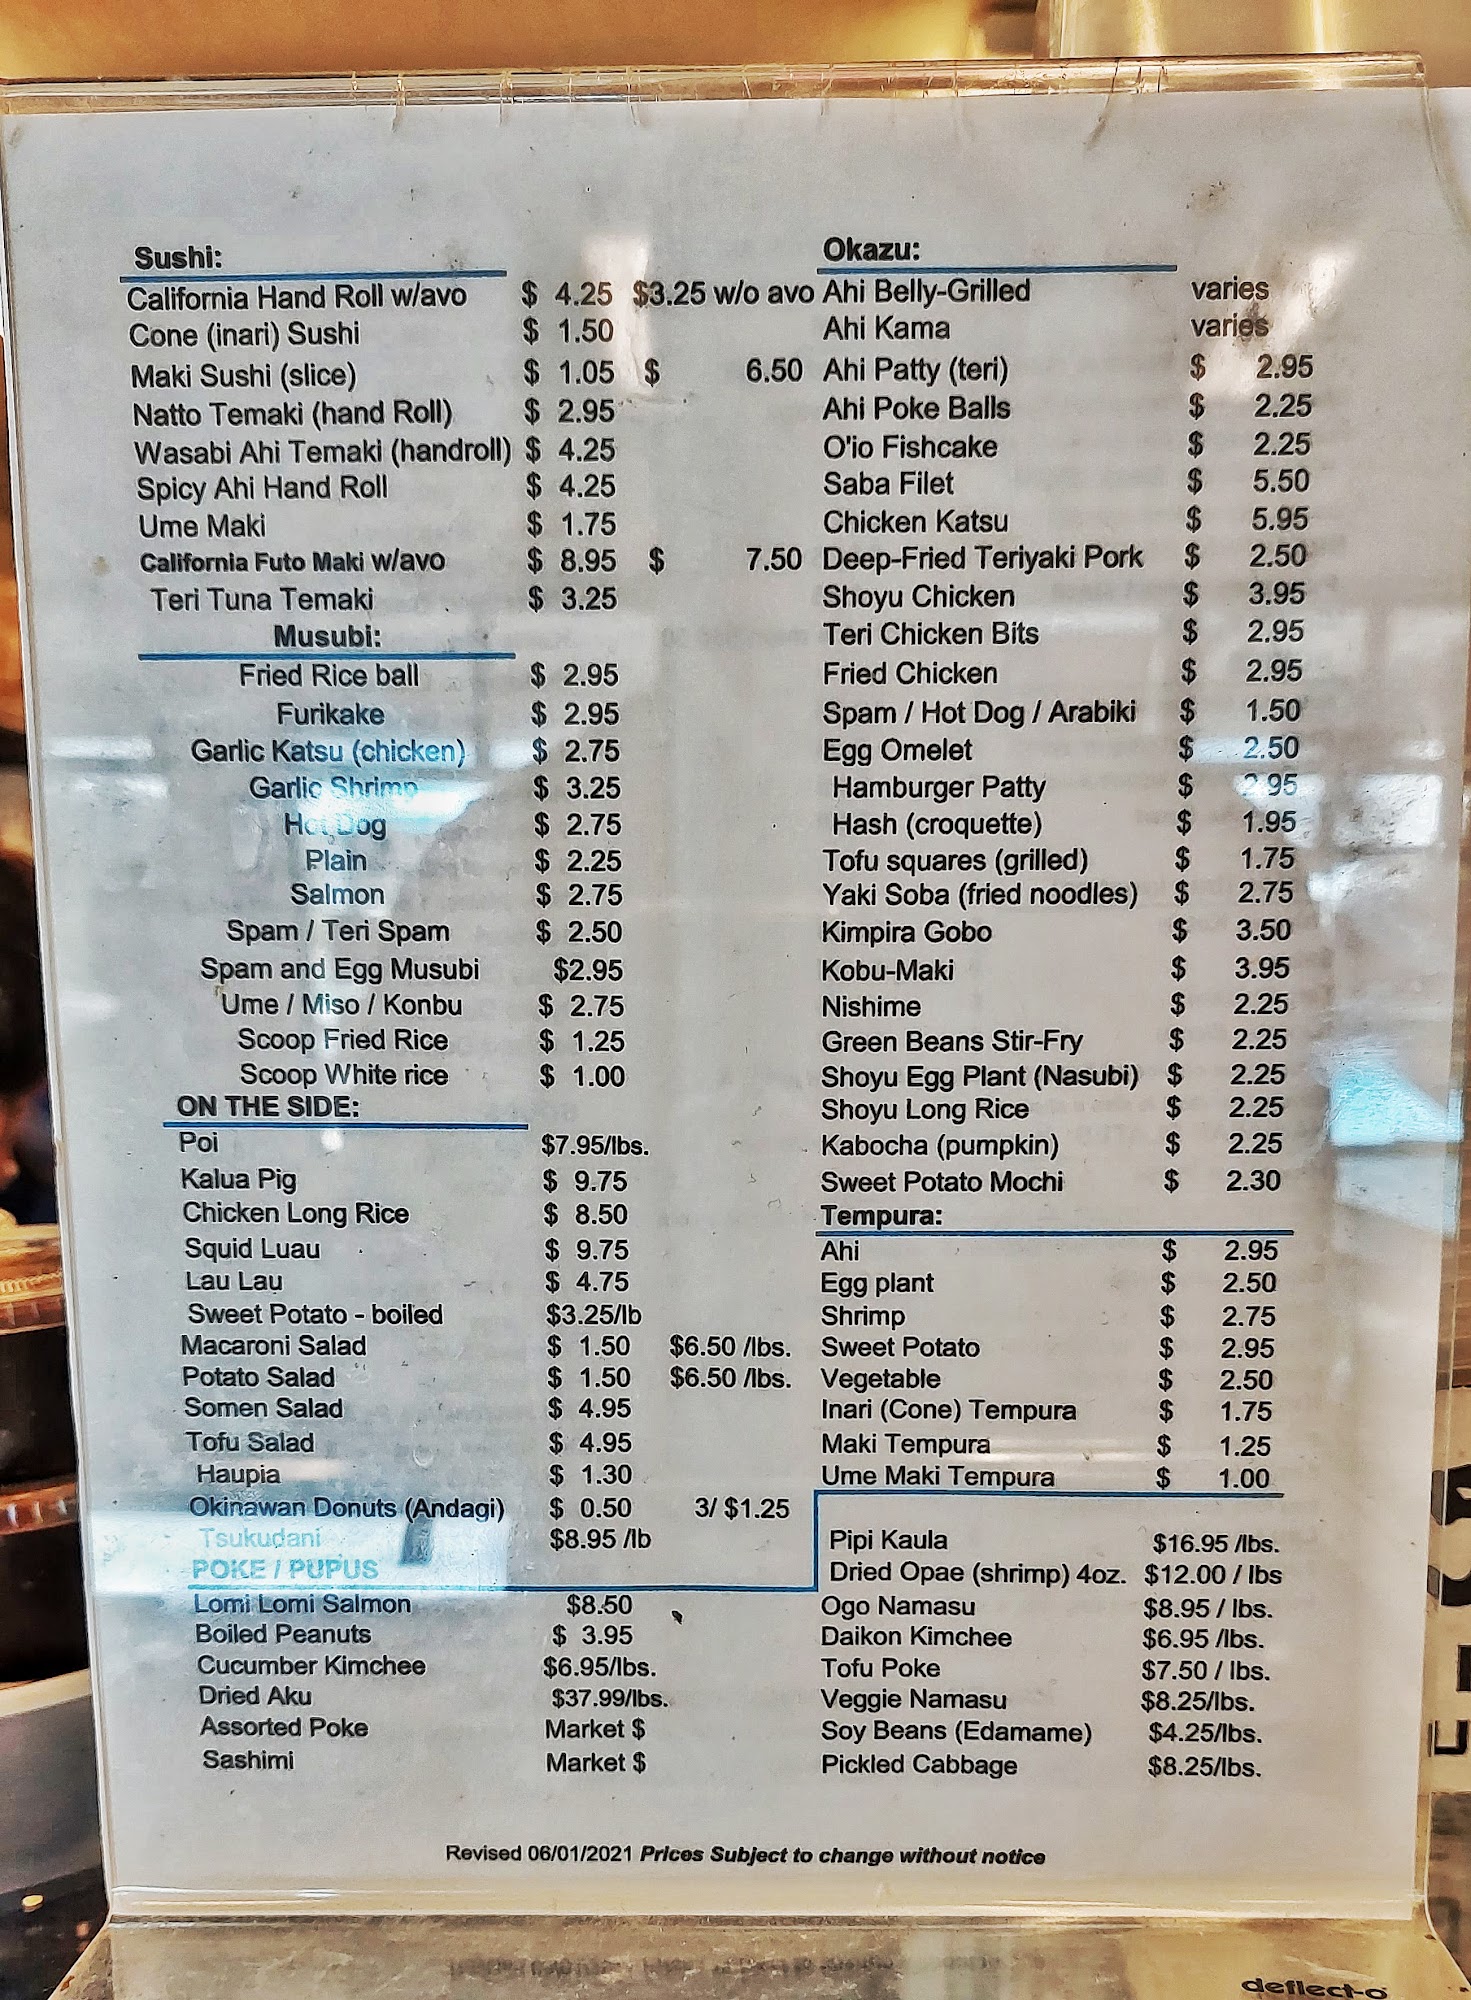 Sushi:
California Hand Roll w/avo $ 4.25 $3.25 w/o avo
Cone (inari) Sushi $ 1.50
Maki Sushi (slice) $ 1.05 $ 6.50
Natto Temaki (hand Roll) $ 2.95
Wasabi Ahi Temaki (handroll) $ 4.25
Spicy Ahi Hand Roll $ 4.25
Ume Maki $ 1.75
California Futo Maki w/avo $ 8.95 $ 7.50
Teri Tuna Temaki $ 3.25
Musubi:
Fried Rice ball $ 2.95
Furikake $ 2.95
Garlic Katsu (chicken) $ 2.75
Garlic Shrimp $ 3.25
Hot Dog $ 2.75
Plain $ 2.25
Salmon $ 2.75
Spam / Teri Spam $ 2.50
Spam and Egg Musubi $2.95
Ume / Miso / Konbu $ 2.75
Scoop Fried Rice $ 1.25
Scoop White rice $ 1.00
ON THE SIDE:
Poi $7.95/lbs.
Kalua Pig $ 9.75
Chicken Long Rice $ 8.50
Squid Luau $ 9.75
Lau Lau $ 4.75
Sweet Potato - boiled $3.25/lb
Macaroni Salad $ 1.50 $6.50 /lbs.
Potato Salad $ 1.50 $6.50 /lbs.
Somen Salad $ 4.95
Tofu Salad $ 4.95
Haupia $ 1.30
Okinawan Donuts (Andagi) $ 0.50 3/ $1.25
Tsukudani $8.95 /lb
POKE / PUPUS
Lomi Lomi Salmon $8.50
Boiled Peanuts $ 3.95
Cucumber Kimchee $6.95/lbs.
Dried Aku $37.99/lbs.
Assorted Poke Market $
Sashimi Market $
Okazu:
Ahi Belly-Grilled varies
Ahi Kama varies
Ahi Patty (teri) $ 2.95
Ahi Poke Balls $ 2.25
O'io Fishcake $ 2.25
Saba Filet $ 5.50
Chicken Katsu $ 5.95
Deep-Fried Teriyaki Pork $ 2.50
Shoyu Chicken $ 3.95
Teri Chicken Bits $ 2.95
Fried Chicken $ 2.95
Spam / Hot Dog / Arabiki $ 1.50
Egg Omelet $ 2.50
Hamburger Patty $ 2.95
Hash (croquette) $ 1.95
Tofu squares (grilled) $ 1.75
Yaki Soba (fried noodles) $ 2.75
Kimpira Gobo $ 3.50
Kobu-Maki $ 3.95
Nishime $ 2.25
Green Beans Stir-Fry $ 2.25
Shoyu Egg Plant (Nasubi) $ 2.25
Shoyu Long Rice $ 2.25
Kabocha (pumpkin) $ 2.25
Sweet Potato Mochi $ 2.30
Tempura:
Ahi $ 2.95
Egg plant $ 2.50
Shrimp $ 2.75
Sweet Potato $ 2.95
Vegetable $ 2.50
Inari (Cone) Tempura $ 1.75
Maki Tempura $ 1.25
Ume Maki Tempura $ 1.00
Pipi Kaula $16.95 /lbs.
Dried Opae (shrimp) 4oz. $12.00 / lbs
Ogo Namasu $8.95 / lbs.
Daikon Kimchee $6.95 /lbs.
Tofu Poke $7.50 / lbs.
Veggie Namasu $8.25/lbs.
Soy Beans (Edamame) $4.25/lbs.
Pickled Cabbage $8.25/lbs.
Revised 06/01/2021 Prices Subject to change without notice
deflect-o